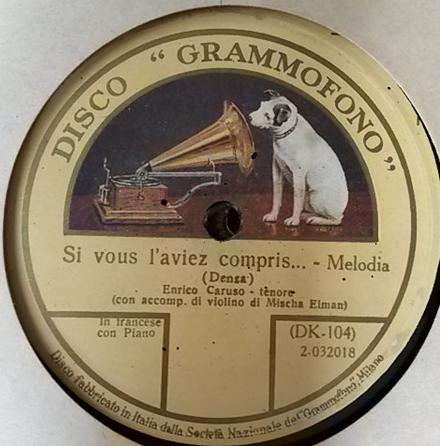 DISCO "GRAMMOFONO"
Si vous l'aviez compris... - Melodia
(Denza)
Enrico Caruso - tenore
(con accomp. di violino di Mischa Elman)
In francese
con Piano
(DK-104)
2-032018
Disco fabbricato in Italia dalla Società Nazionale del "Grammofono", Milano